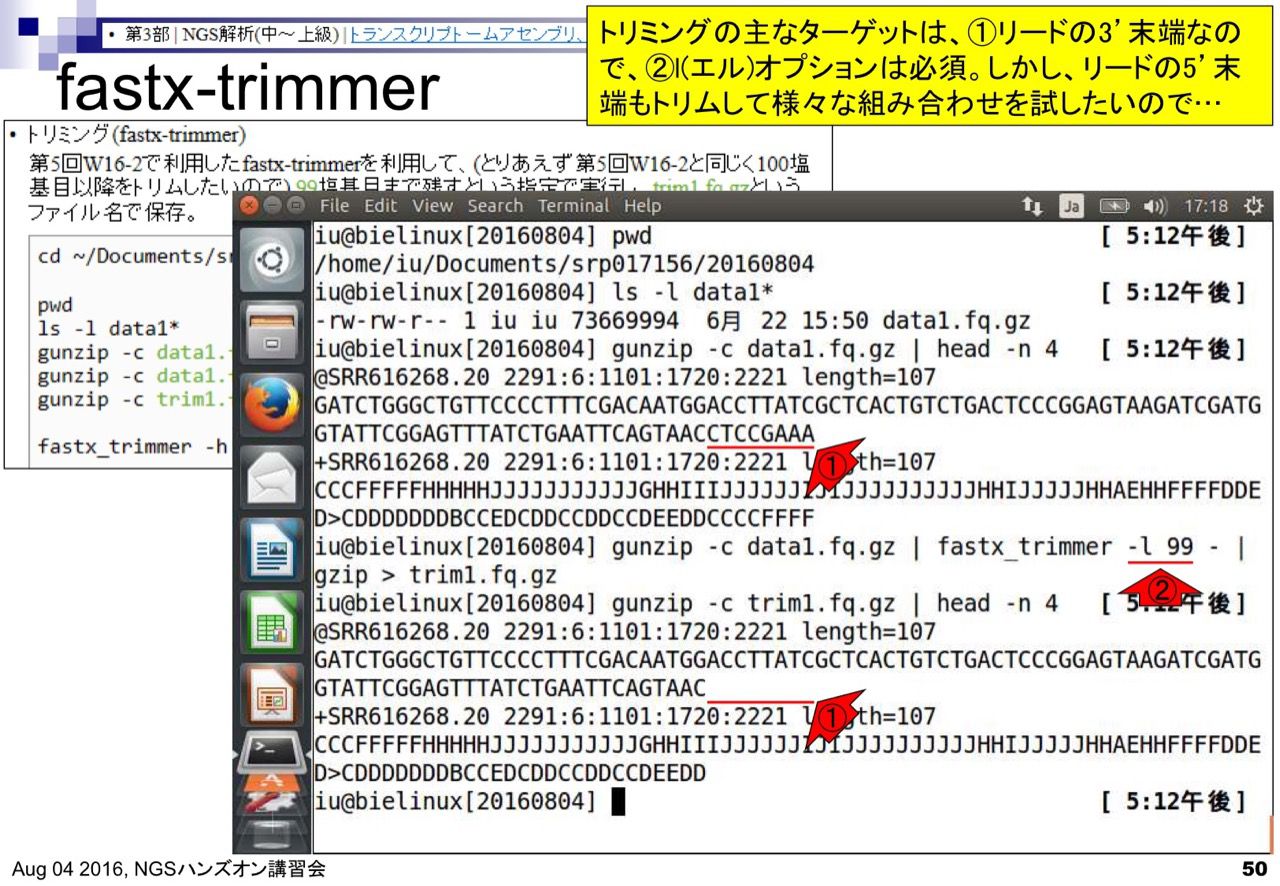 • 第3部 | NGS解析(中～上級) | トランスクリプトームアセンブリ、
トリミングの主なターゲットは、①リードの3’末端なの
で、②l(エル)オプションは必須。しかし、リードの5’末
端もトリムして様々な組み合わせを試したいので…
fastx-trimmer
• トリミング(fastx-trimmer)
第5回W16-2で利用したfastx-trimmerを利用して、(とりあえず第5回W16-2と同じく100塩
基目以降をトリムしたいので) 99塩基目まで残すという指定で実行し、trim1.fq.gzという
ファイル名で保存。
cd ~/Documents/sr
pwd
ls -l data1*
gunzip -c data1.
gunzip -c data1.
gunzip -c trim1.
fastx_trimmer -h
File Edit View Search Terminal Help
Ja 17:18
iu@bielinux[20160804] pwd [ 5:12午後]
/home/iu/Documents/srp017156/20160804
iu@bielinux[20160804] ls -l data1* [ 5:12午後]
-rw-rw-r-- 1 iu iu 73669994 6月 22 15:50 data1.fq.gz
iu@bielinux[20160804] gunzip -c data1.fq.gz | head -n 4 [ 5:12午後]
@SRR616268.20 2291:6:1101:1720:2221 length=107
GATCTGGGCTGTTCCCCTTTCGACAATGGACCTTATCGCTCACTGTCTGACTCCCGGAGTAAGATCGATG
GTATTCGGAGTTTATCTGAATTCAGTAACCTCCGAAA
①
+SRR616268.20 2291:6:1101:1720:2221 length=107
CCCFFFFFHHHHHJJJJJJJJJJJGHHIIIJJJJJJIJIJJJJJJJJJJJHHIJJJJJHHAEHHFFFFDDE
D>CDDDDDDDBCCEDCDDCCDDCCDEEDDCCCCFFFF
iu@bielinux[20160804] gunzip -c data1.fq.gz | fastx_trimmer -l 99 - |
gzip > trim1.fq.gz
②
iu@bielinux[20160804] gunzip -c trim1.fq.gz | head -n 4 [ 5:12午後]
@SRR616268.20 2291:6:1101:1720:2221 length=107
GATCTGGGCTGTTCCCCTTTCGACAATGGACCTTATCGCTCACTGTCTGACTCCCGGAGTAAGATCGATG
GTATTCGGAGTTTATCTGAATTCAGTAAC
①
+SRR616268.20 2291:6:1101:1720:2221 length=107
CCCFFFFFHHHHHJJJJJJJJJJJGHHIIIJJJJJJIJIJJJJJJJJJJJHHIJJJJJHHAEHHFFFFDDE
D>CDDDDDDDBCCEDCDDCCDDCCDEEDD
iu@bielinux[20160804] [ 5:12午後]
Aug 04 2016, NGSハンズオン講習会
50